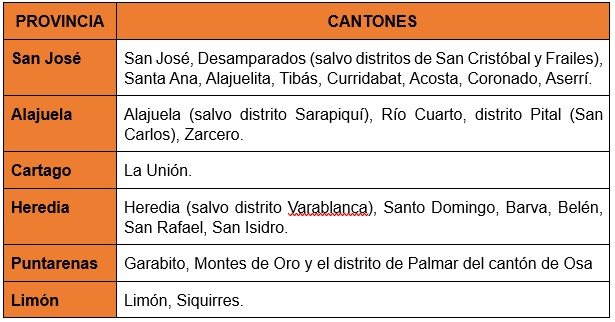 PROVINCIA CANTONES
San José San José, Desamparados (salvo distritos de San Cristóbal y Frailes),
Santa Ana, Alajuelita, Tibás, Curridabat, Acosta, Coronado, Aserrí.
Alajuela Alajuela (salvo distrito Sarapiquí), Río Cuarto, distrito Pital (San
Carlos), Zarcero.
Cartago La Unión.
Heredia Heredia (salvo distrito Varablanca), Santo Domingo, Barva, Belén,
San Rafael, San Isidro.
Puntarenas Garabito, Montes de Oro y el distrito de Palmar del cantón de Osa
Limón Limón, Siquirres.